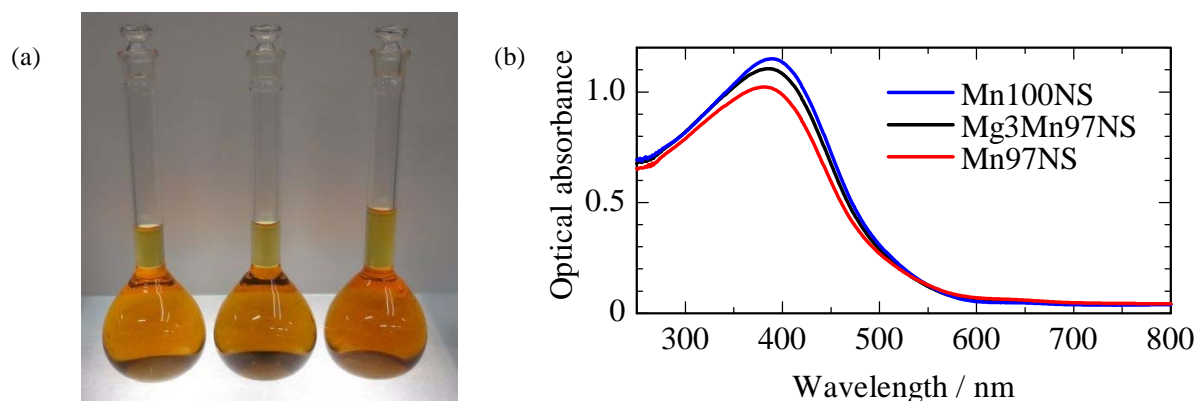 (a)
(b)
Optical absorbance
1.0
0.5
0
Mn100NS
Mg3Mn97NS
Mn97NS
300 400 500 600 700 800
Wavelength / nm